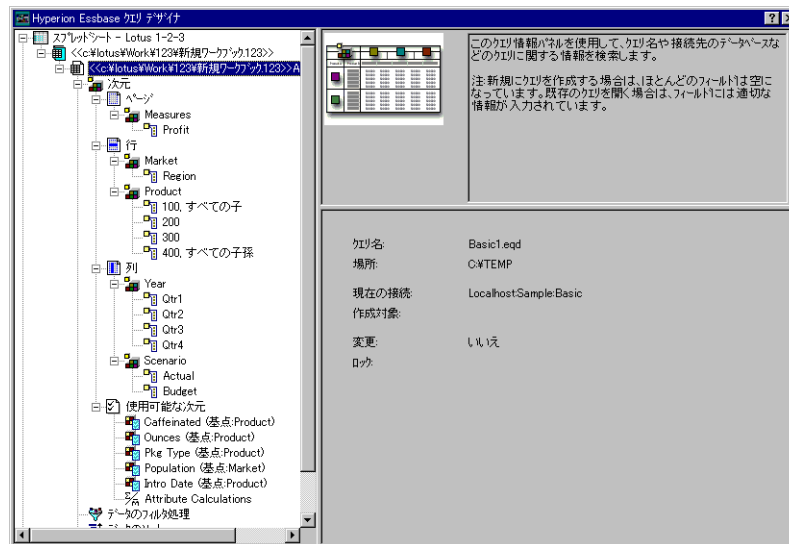 Hyperion Essbase クエリ デザイナ
スプレッドシート - Lotus 1-2-3
<<c:¥lotus¥Work¥123¥新規ワークブック.123>>
<<c:¥lotus¥Work¥123¥新規ワークブック.123>>A
次元
ページ
Measures
Profit
行
Market
Region
Product
100, すべての子
200
300
400, すべての子孫
列
Year
Qtr1
Qtr2
Qtr3
Qtr4
Scenario
Actual
Budget
使用可能な次元
Caffeinated (基点:Product)
Ounces (基点:Product)
Pkg Type (基点:Product)
Population (基点:Market)
Intro Date (基点:Product)
Attribute Calculations
データのフィルタ処理
このクエリ情報パネルを使用して、クエリ名や接続先のデータベースな
どのクエリに関する情報を検索します。
注:新規にクエリを作成する場合は、ほとんどのフィールドは空に
なっています。既存のクエリを開く場合は、フィールドには適切な
情報が入力されています。
クエリ名: Basic1.eqd
場所: C:¥TEMP
現在の接続: Localhost:Sample:Basic
作成対象:
変更: いいえ
ロック: